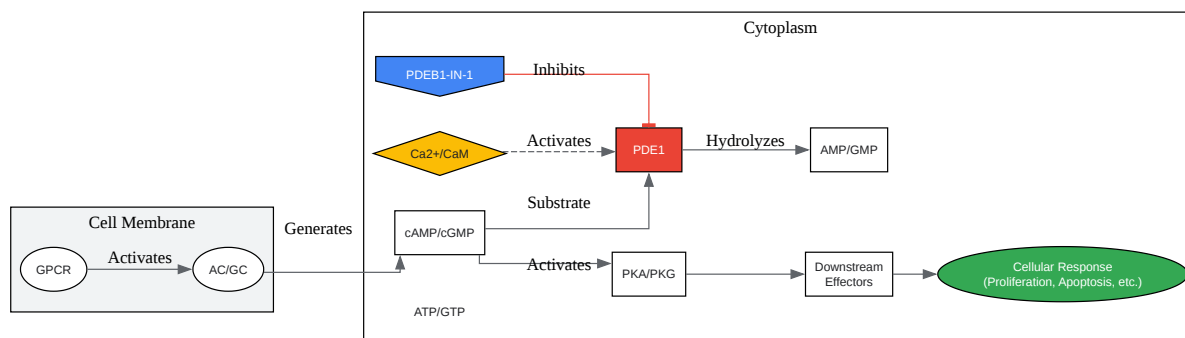 Cytoplasm
PDEB1-IN-1
Inhibits
Ca2+/CaM
Activates
PDE1
Hydrolyzes
AMP/GMP
Substrate
Cell Membrane
Generates
cAMP/cGMP
GPCR
Activates
AC/GC
Activates
PKA/PKG
Downstream
Effectors
Cellular Response
(Proliferation, Apoptosis, etc.)
ATP/GTP